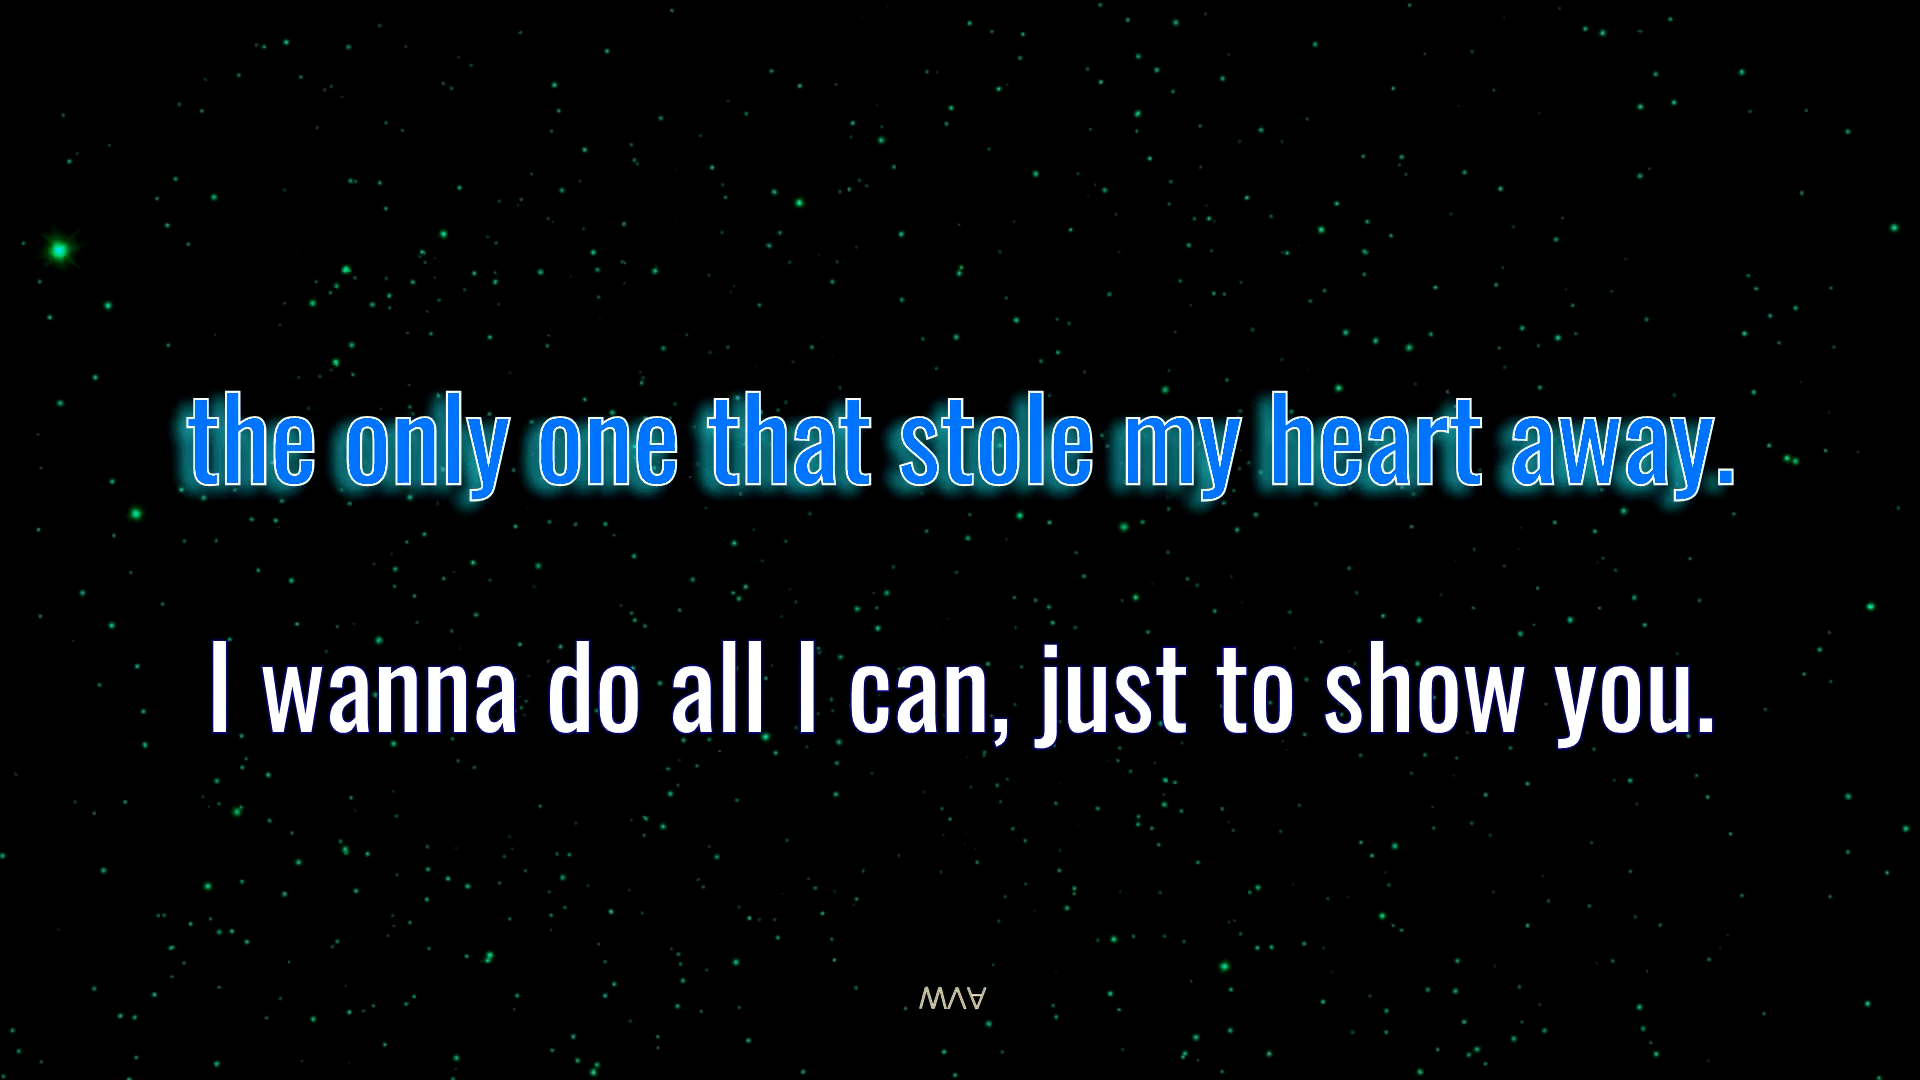 the only one that stole my heart away.
I wanna do all I can, just to show you.